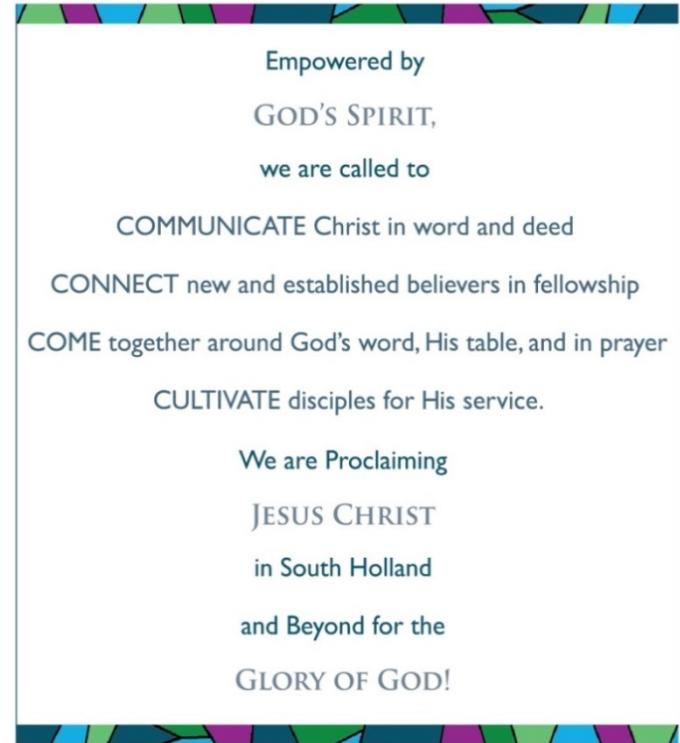 Empowered by
GOD'S SPIRIT,
we are called to
COMMUNICATE Christ in word and deed
CONNECT new and established believers in fellowship
COME together around God's word, His table, and in prayer
CULTIVATE disciples for His service.
We are Proclaiming
JESUS CHRIST
in South Holland
and Beyond for the
GLORY OF GOD!